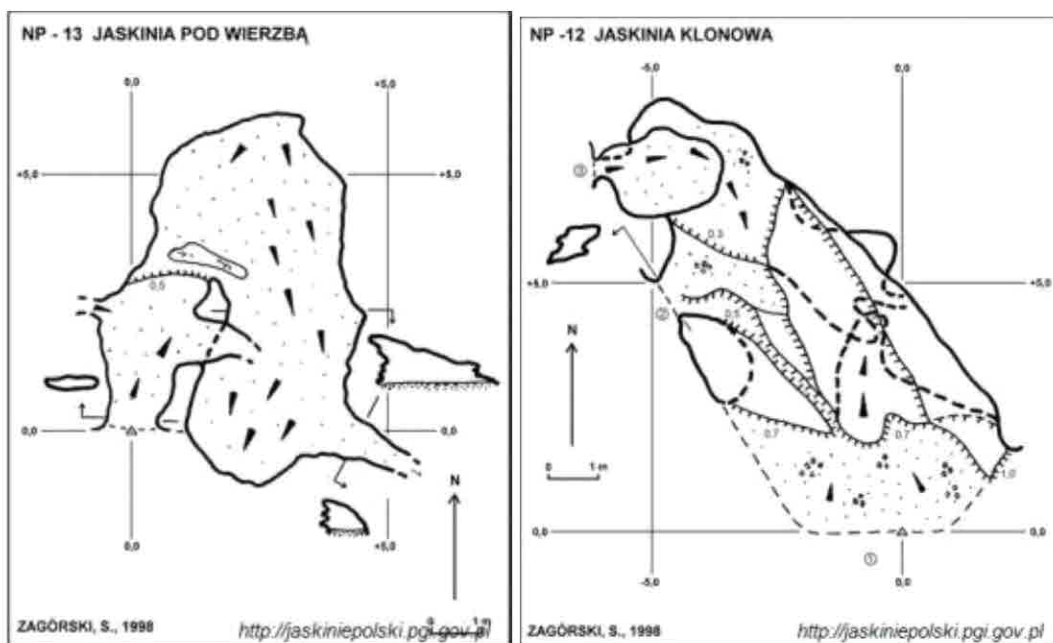 NP - 13 JASKINIA POD WIERZBĄ
0,0
+5,0
+5,0
+5,0
0,5
0,0
0,0
?
N
0,0
+5,0
0 1 m
ZAGÓRSKI, S., 1998
http://jaskiniepolski.pgi.gov.pl
NP -12 JASKINIA KLONOWA
-5,0
0,0
③
0,3
+5,0
+5,0
②
0,5
N
0 1 m
0,7
0,7
1,0
0,0
0,0
①
-5,0
0,0
ZAGÓRSKI, S., 1998
http://jaskiniepolski.pgi.gov.pl